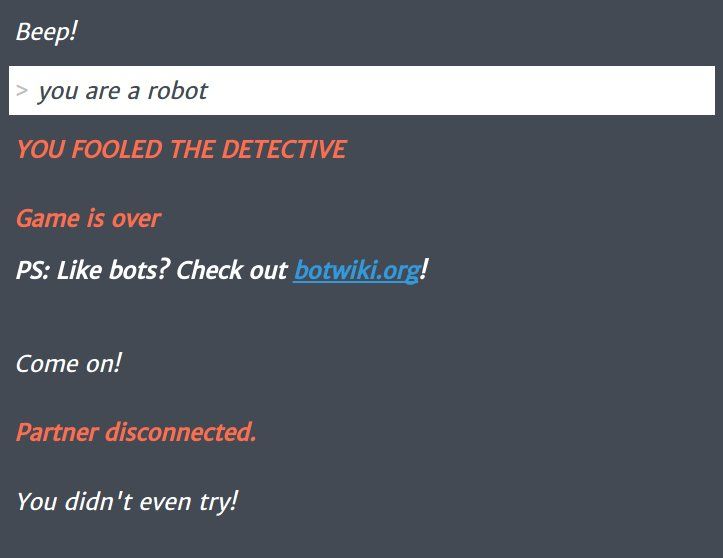 Beep!
> you are a robot
YOU FOOLED THE DETECTIVE
Game is over
PS: Like bots? Check out botwiki.org!
Come on!
Partner disconnected.
You didn't even try!